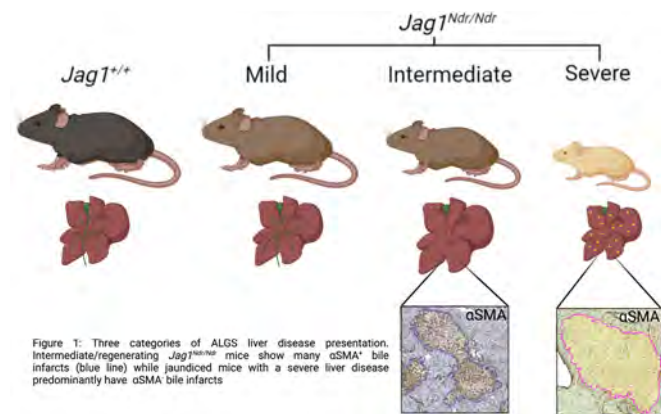 Jag1Ndr/Ndr
Jag1+/+
Mild
Intermediate
Severe
αSMA
αSMA
Figure 1: Three categories of ALGS liver disease presentation.
Intermediate/regenerating Jag1Ndr/Ndr mice show many αSMA+ bile
infarcts (blue line) while jaundiced mice with a severe liver disease
predominantly have αSMA- bile infarcts